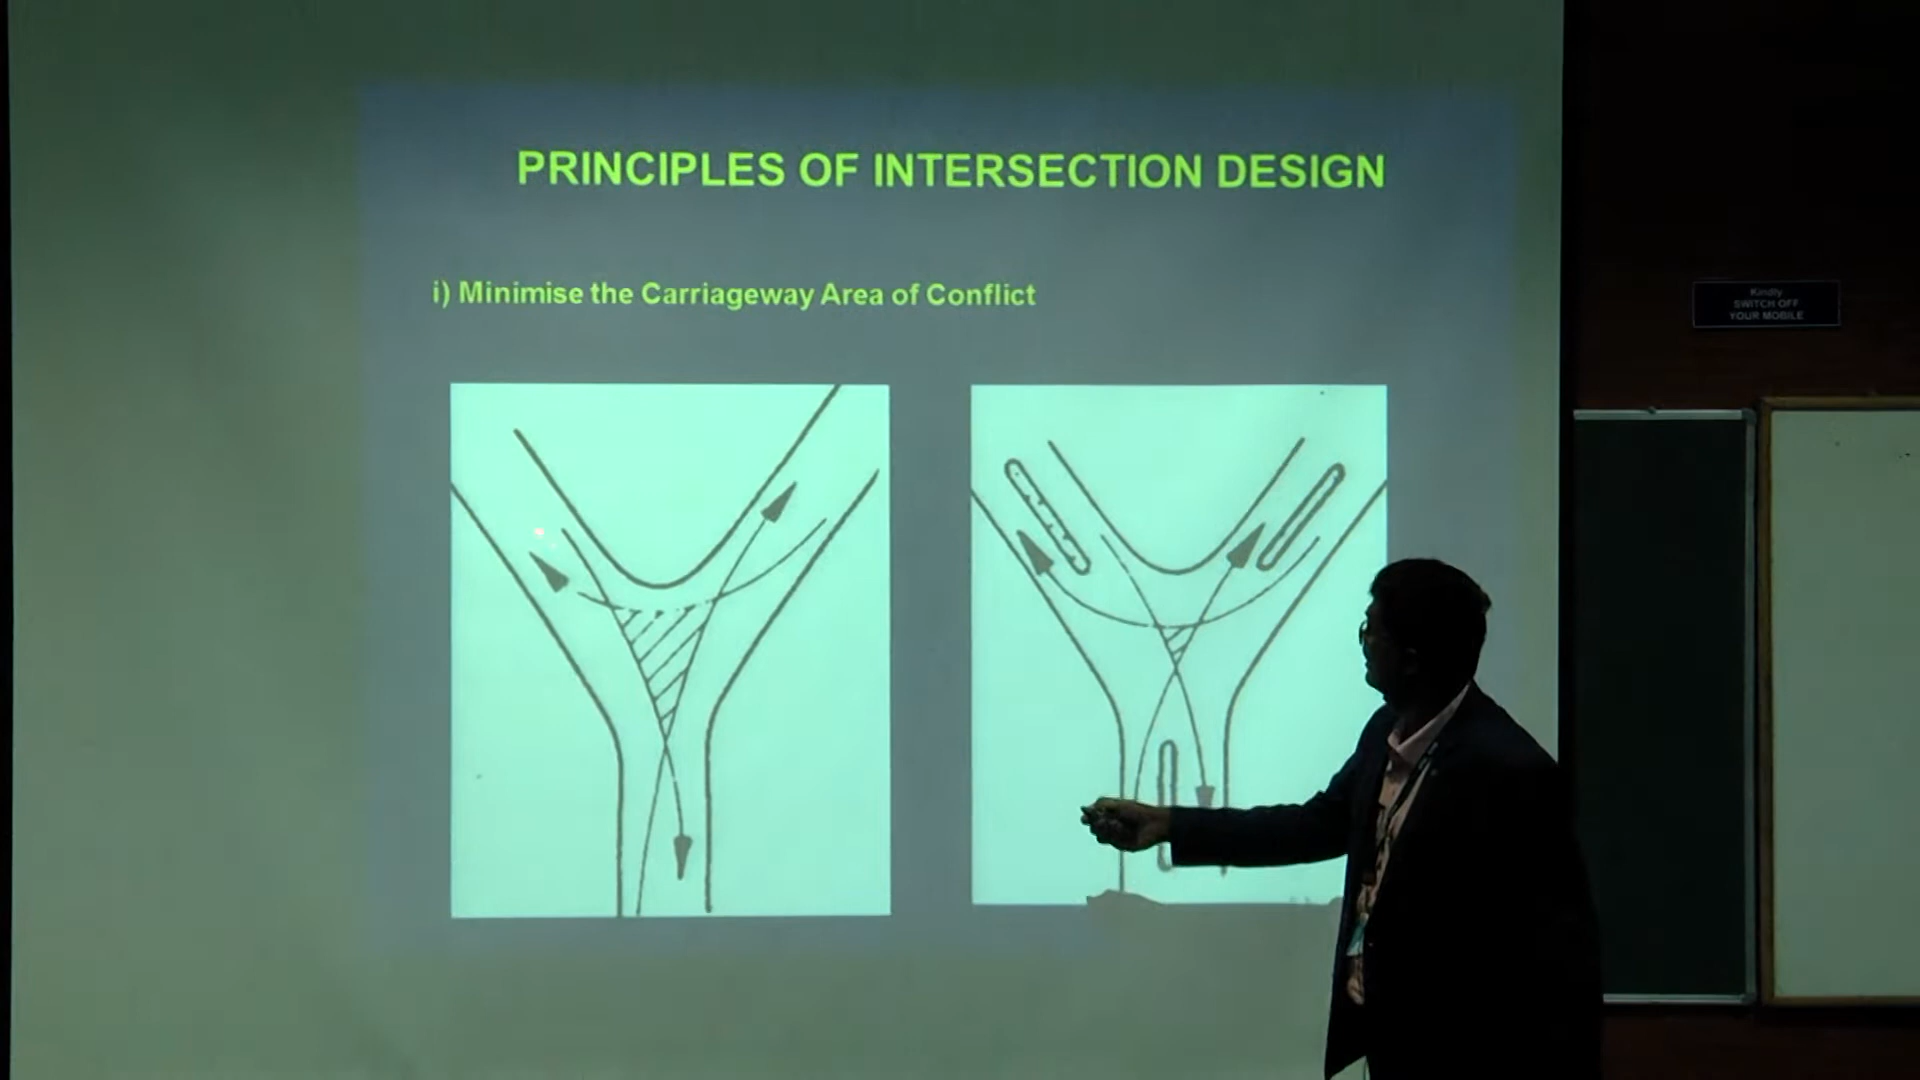 PRINCIPLES OF INTERSECTION DESIGN
i) Minimise the Carriageway Area of Conflict
Kindly
SWITCH OFF
YOUR MOBILE